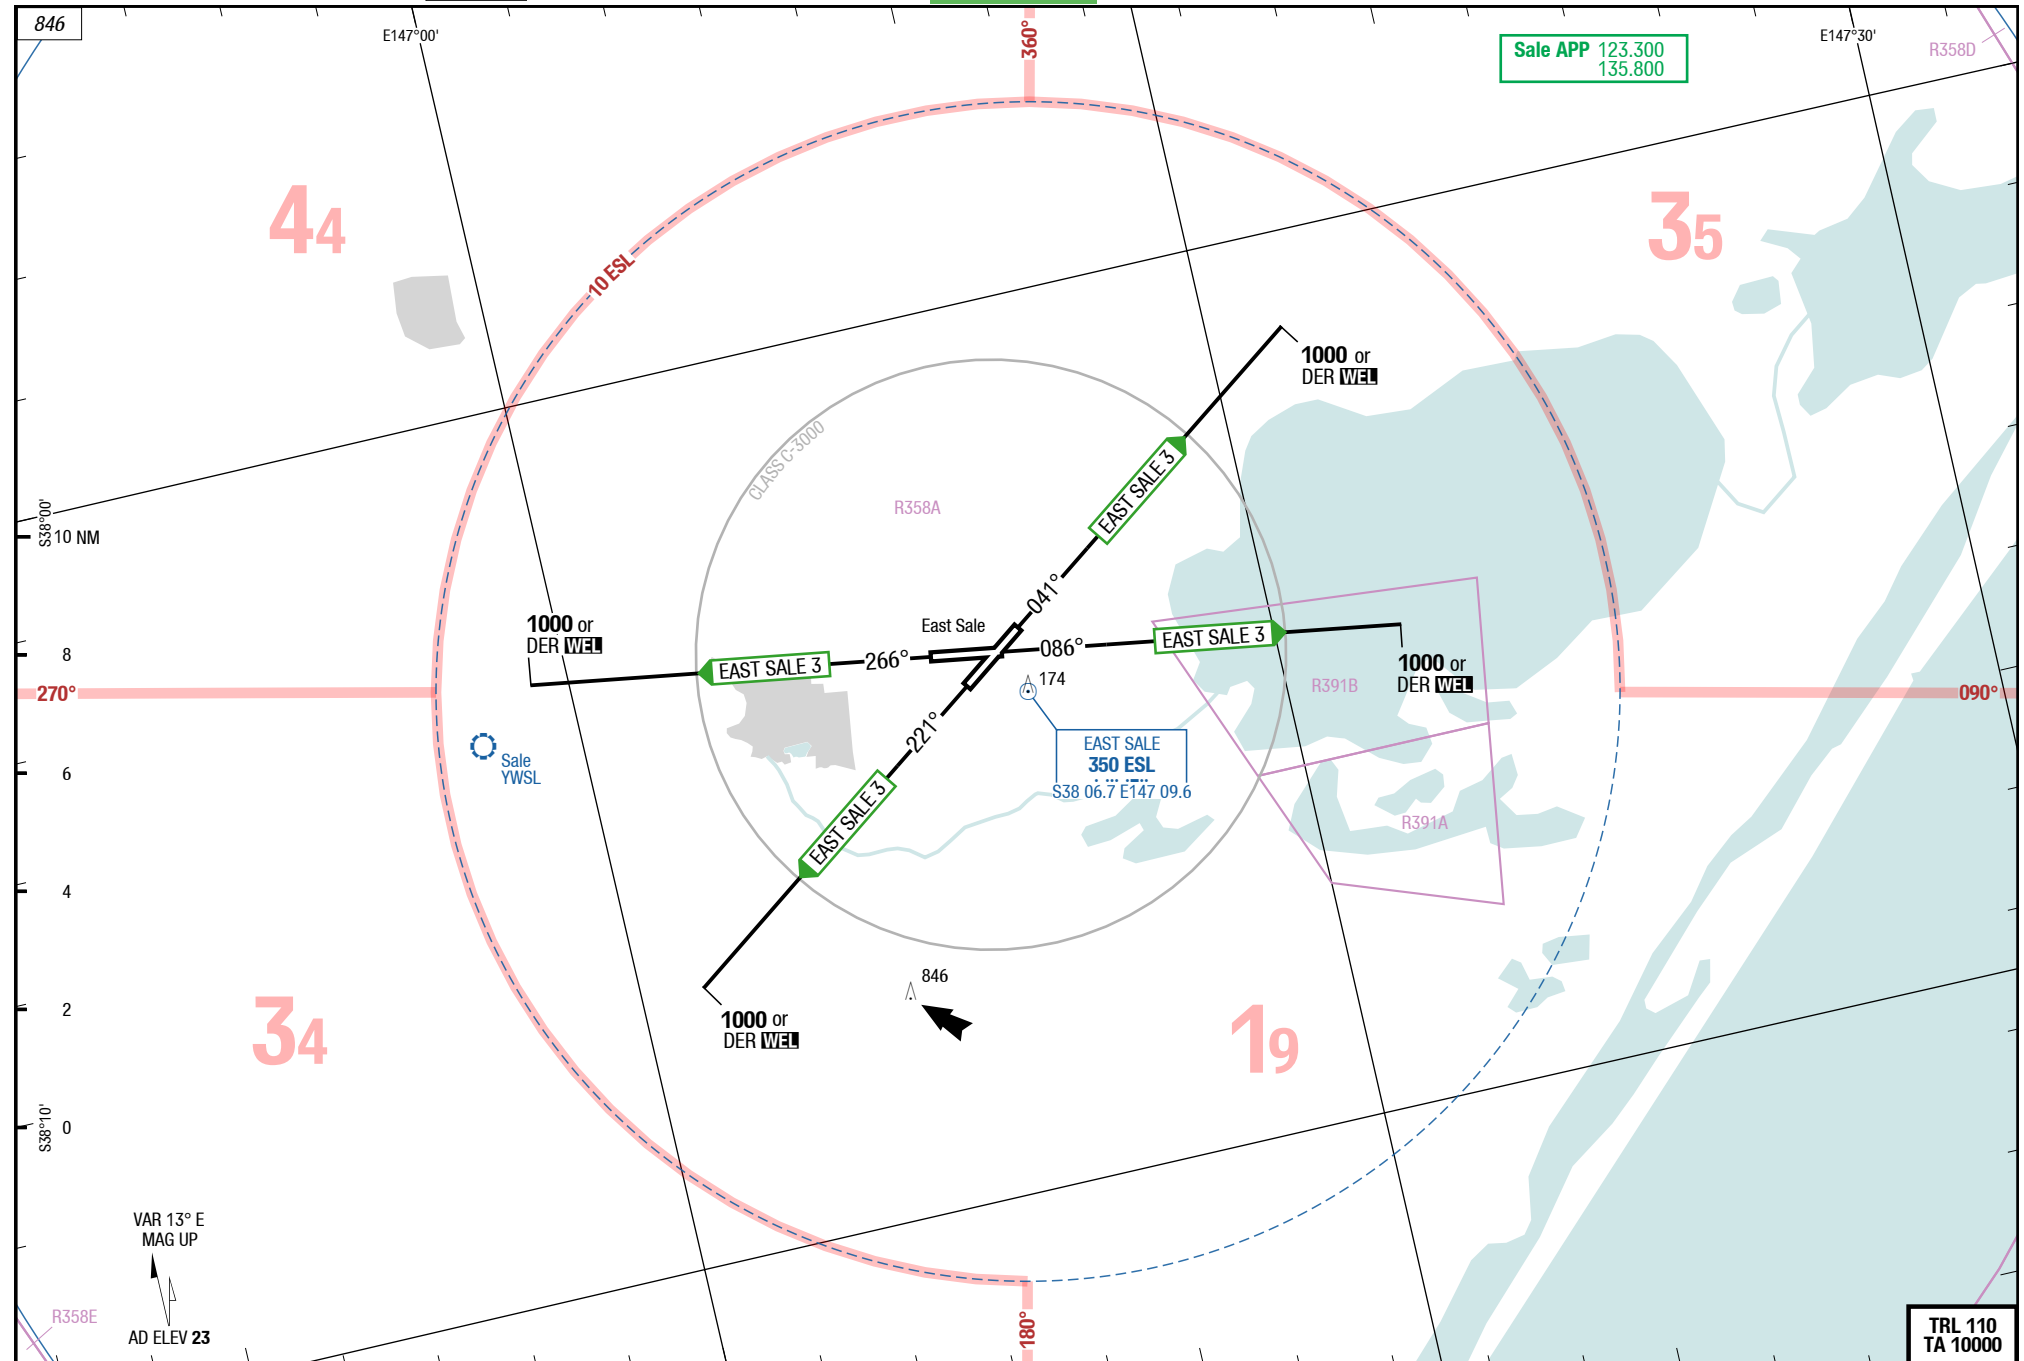 846
E147°00'
360°
E147°30'
R358D
Sale APP 123.300
135.800
44
35
10 ESL
1000 or
DER WEL
CLASS C-3000
EAST SALE 3
R358A
S38°00'
10 NM
041°
1000 or
DER WEL
East Sale
086°
EAST SALE 3
266°
EAST SALE 3
8
1000 or
DER WEL
270°
174
R391B
090°
221°
EAST SALE
350 ESL
S38 06.7 E147 09.6
Sale
YWSL
6
EAST SALE 3
R391A
4
846
2
1000 or
DER WEL
34
19
S38°10'
0
VAR 13° E
MAG UP
R358E
AD ELEV 23
180°
TRL 110
TA 10000